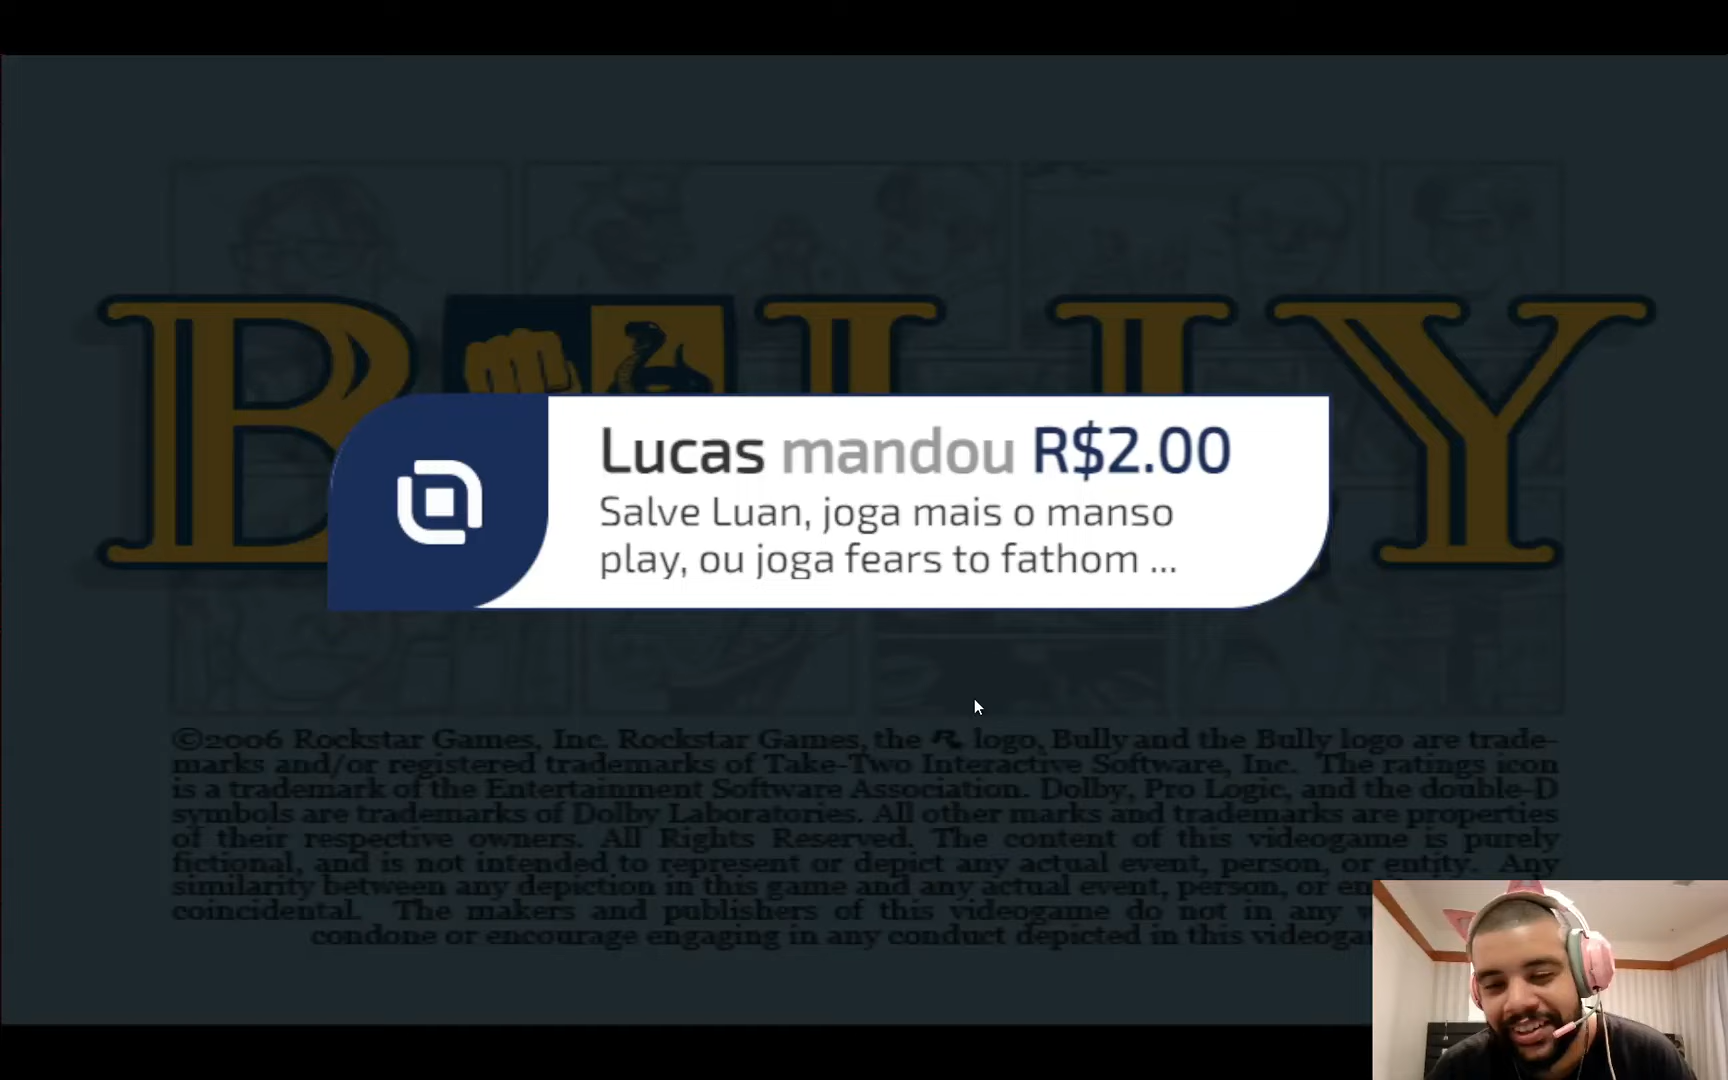 BULLY
Lucas mandou R$2.00
Salve Luan, joga mais o manso
play, ou joga fears to fathom ...
©2006 Rockstar Games, Inc. Rockstar Games, the R logo, Bully and the Bully logo are trade-
marks and/or registered trademarks of Take-Two Interactive Software, Inc. The ratings icon
is a trademark of the Entertainment Software Association. Dolby, Pro Logic, and the double-D
symbols are trademarks of Dolby Laboratories. All other marks and trademarks are properties
of their respective owners. All Rights Reserved. The content of this videogame is purely
fictional, and is not intended to represent or depict any actual event, person, or entity. Any
similarity between any depiction in this game and any actual event, person, or
coincidental. The makers and publishers of this videogame do not in any
condone or encourage engaging in any conduct depicted in this